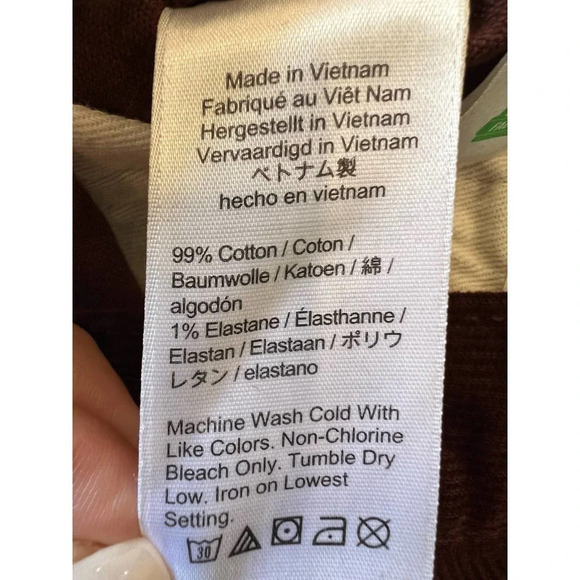 Made in Vietnam
Fabriqué au Viêt Nam
Hergestellt in Vietnam
Vervaardigd in Vietnam
ベトナム製
hecho en vietnam
99% Cotton / Coton /
Baumwolle / Katoen / 綿 /
algodón
1% Elastane / Élasthanne /
Elastan / Elastaan / ポリウ
レタン / elastano
Machine Wash Cold With
Like Colors. Non-Chlorine
Bleach Only. Tumble Dry
Low. Iron on Lowest
Setting.
30